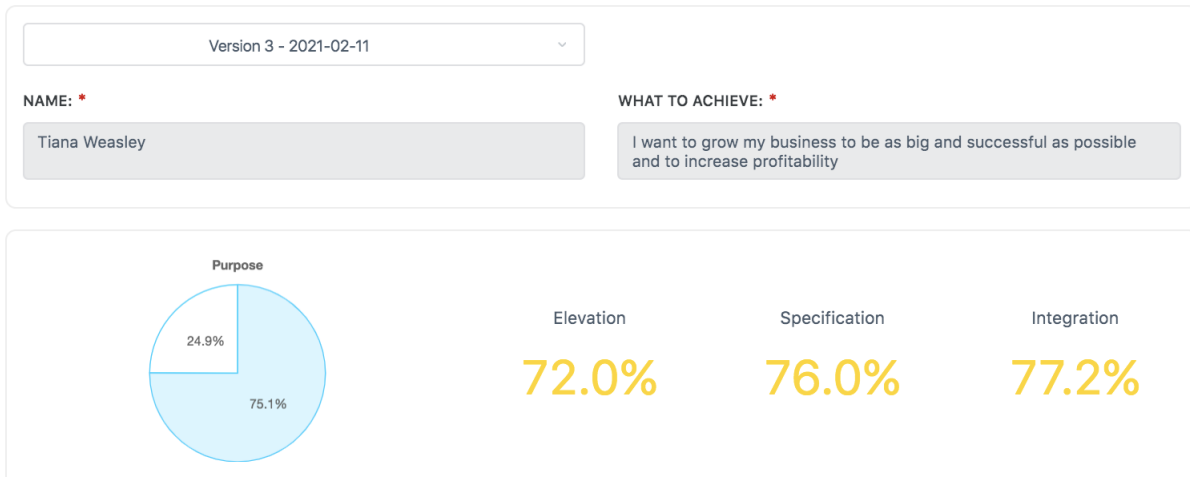 Version 3 - 2021-02-11
NAME: *
WHAT TO ACHIEVE: *
Tiana Weasley
I want to grow my business to be as big and successful as possible
and to increase profitability
Purpose
24.9%
75.1%
Elevation
Specification
Integration
72.0%
76.0%
77.2%